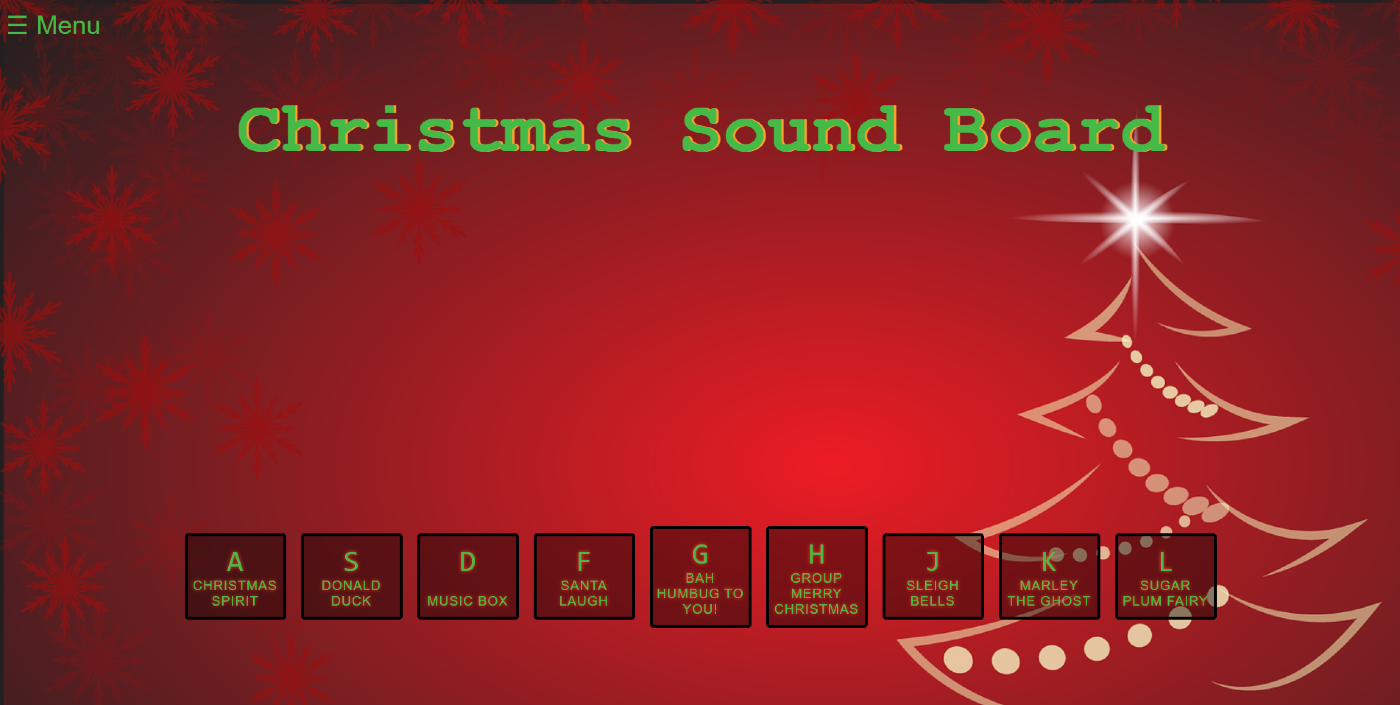 ☰ Menu
Christmas Sound Board
A
CHRISTMAS
SPIRIT
S
DONALD
DUCK
D
MUSIC BOX
F
SANTA
LAUGH
G
BAH
HUMBUG TO
YOU!
H
GROUP
MERRY
CHRISTMAS
J
SLEIGH
BELLS
K
MARLEY
THE GHOST
L
SUGAR
PLUM FAIRY